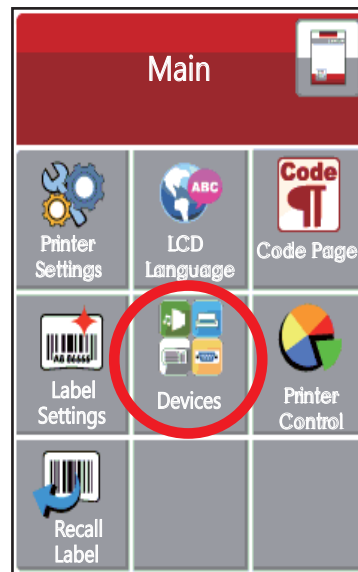 Main
Printer
Settings
ABC
LCD
Language
Code
Code Page
Label
Settings
Devices
Printer
Control
Recall
Label